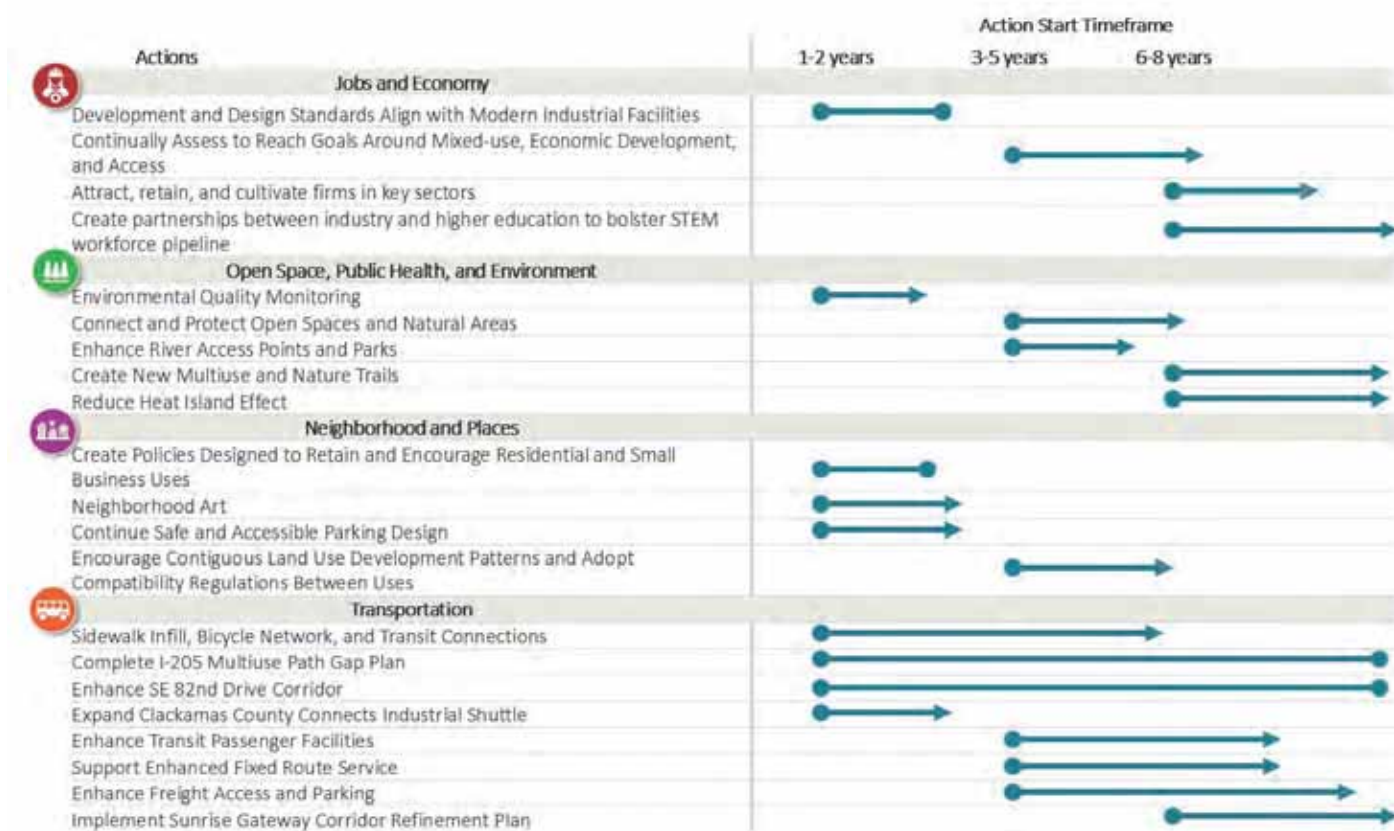 Action Start Timeframe
Actions 1-2 years 3-5 years 6-8 years
Jobs and Economy
Development and Design Standards Align with Modern Industrial Facilities
Continually Assess to Reach Goals Around Mixed-use, Economic Development,
and Access
Attract, retain, and cultivate firms in key sectors
Create partnerships between industry and higher education to bolster STEM
workforce pipeline
Open Space, Public Health, and Environment
Environmental Quality Monitoring
Connect and Protect Open Spaces and Natural Areas
Enhance River Access Points and Parks
Create New Multiuse and Nature Trails
Reduce Heat Island Effect
Neighborhood and Places
Create Policies Designed to Retain and Encourage Residential and Small
Business Uses
Neighborhood Art
Continue Safe and Accessible Parking Design
Encourage Contiguous Land Use Development Patterns and Adopt
Compatibility Regulations Between Uses
Transportation
Sidewalk Infill, Bicycle Network, and Transit Connections
Complete I-205 Multiuse Path Gap Plan
Enhance SE 82nd Drive Corridor
Expand Clackamas County Connects Industrial Shuttle
Enhance Transit Passenger Facilities
Support Enhanced Fixed Route Service
Enhance Freight Access and Parking
Implement Sunrise Gateway Corridor Refinement Plan